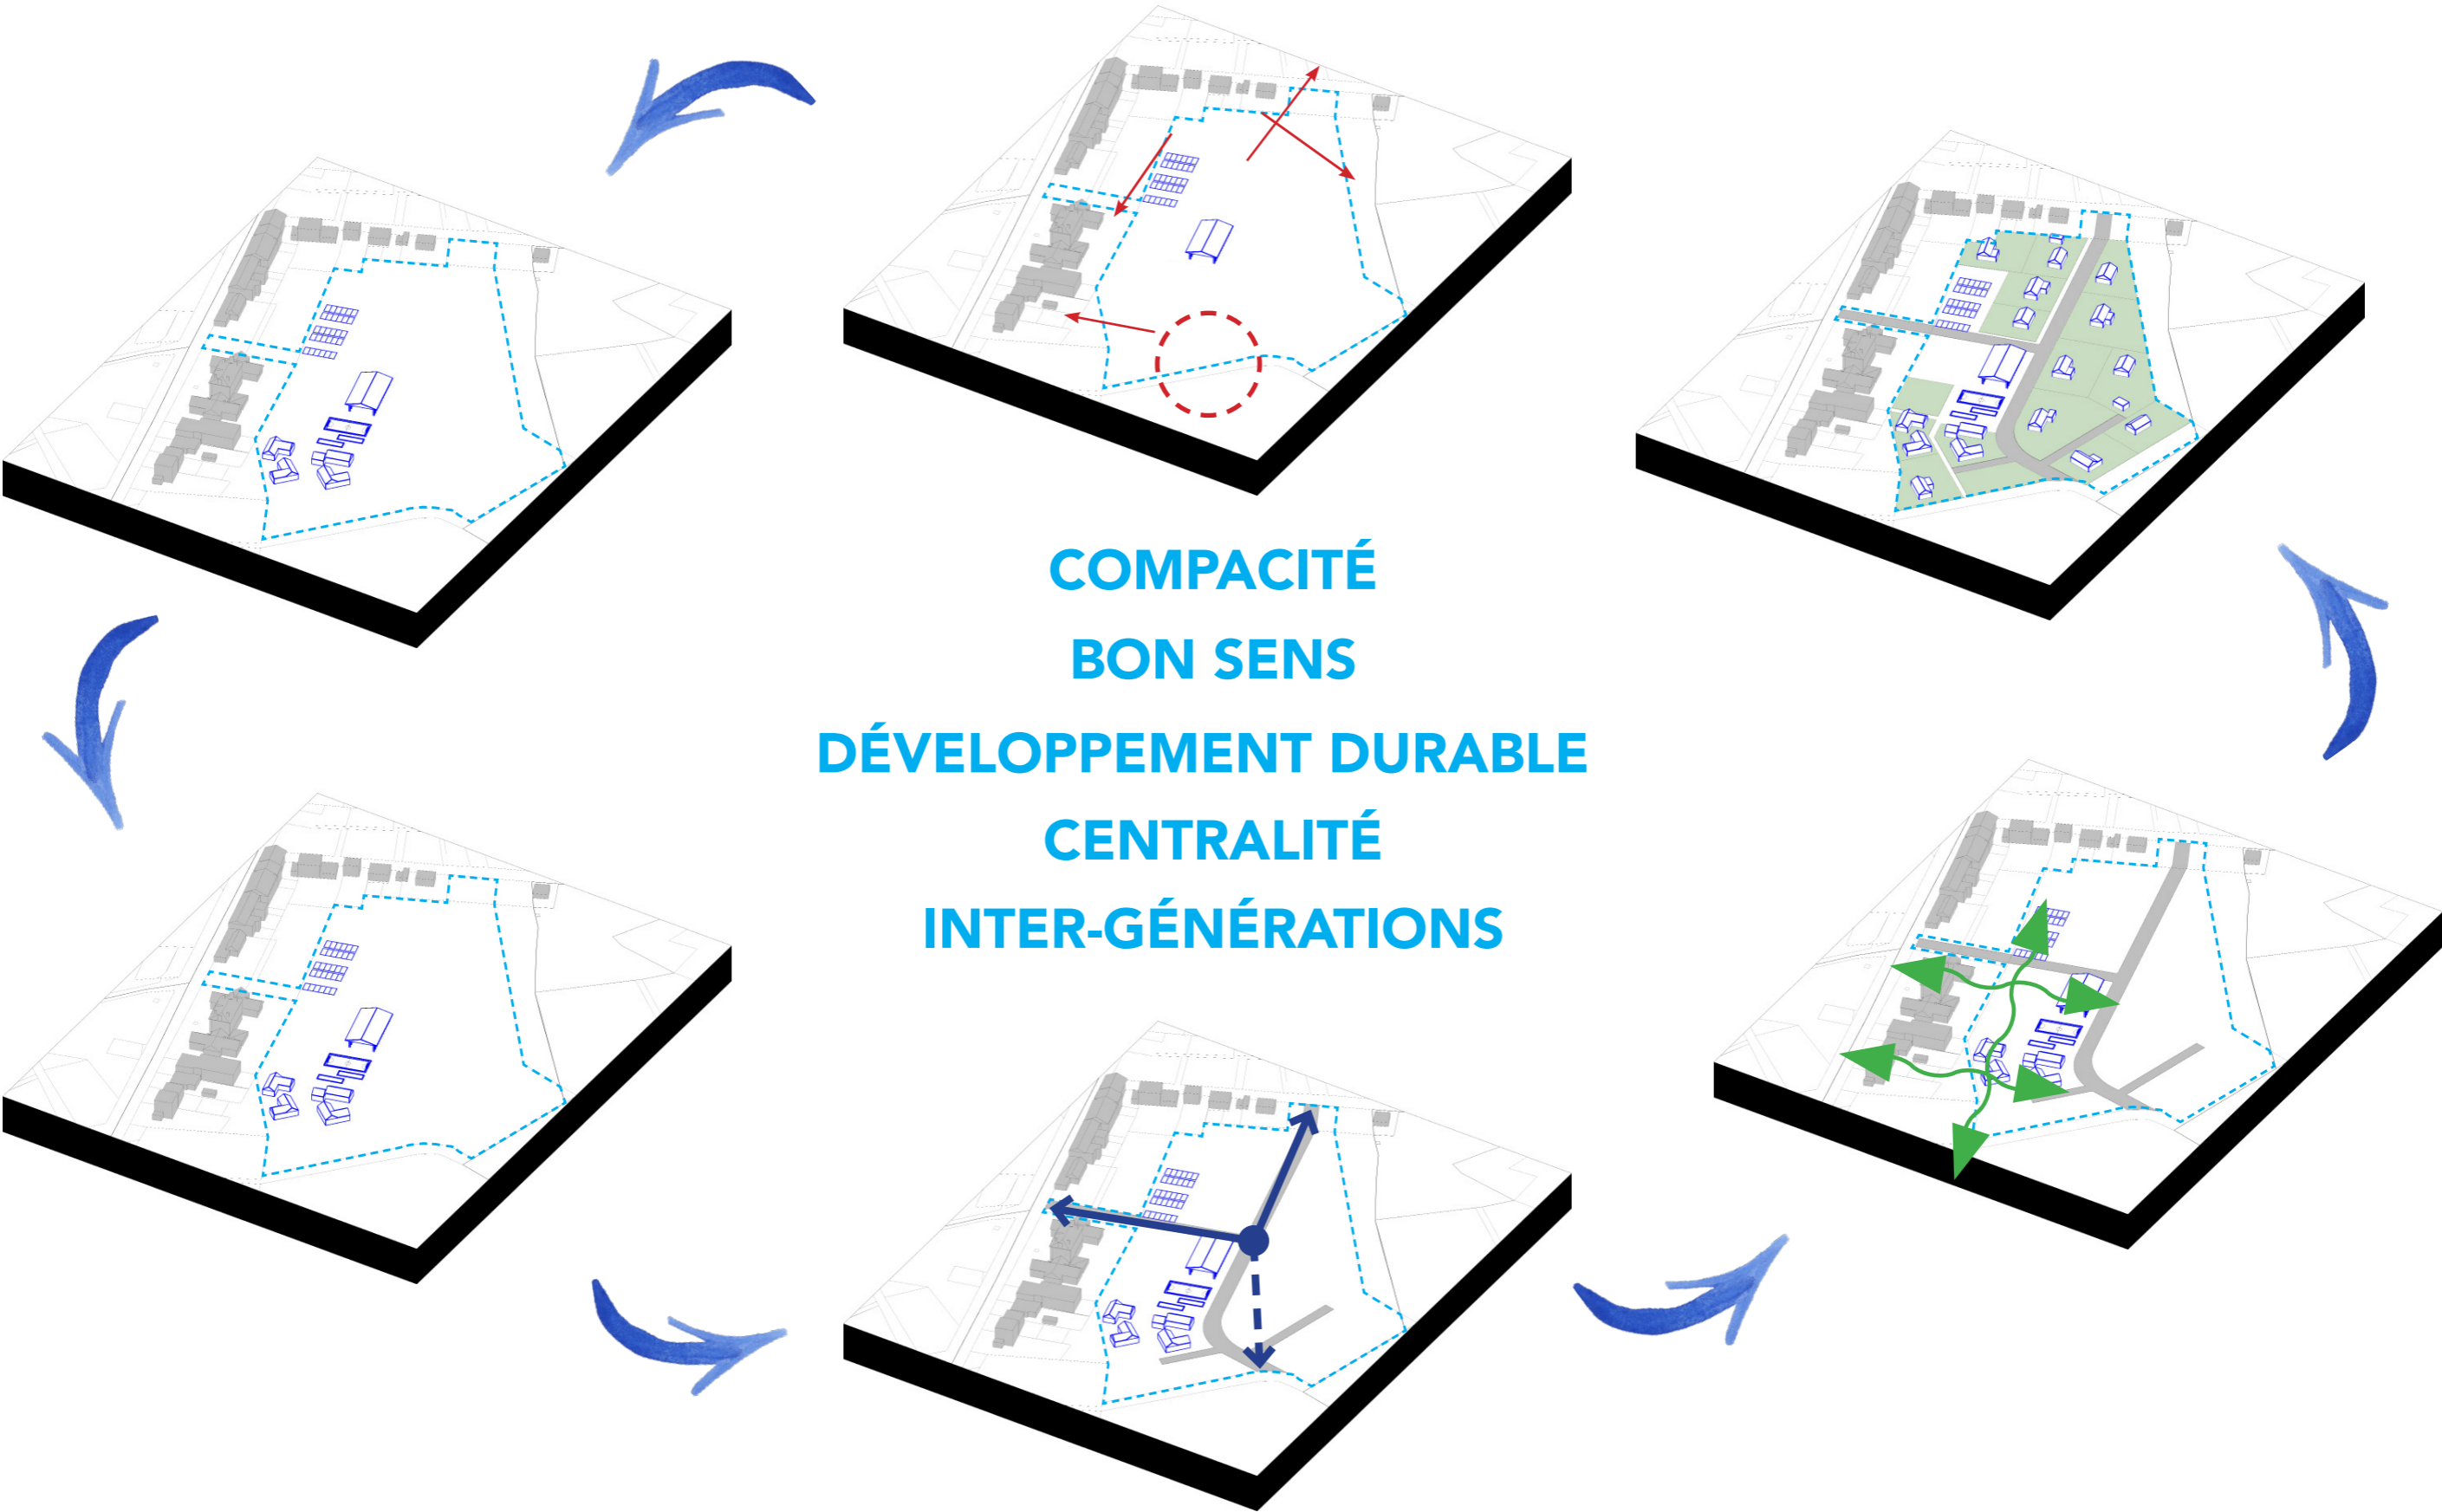 COMPACITÉ
BON SENS
DÉVELOPPEMENT DURABLE
CENTRALITÉ
INTER-GÉNÉRATIONS